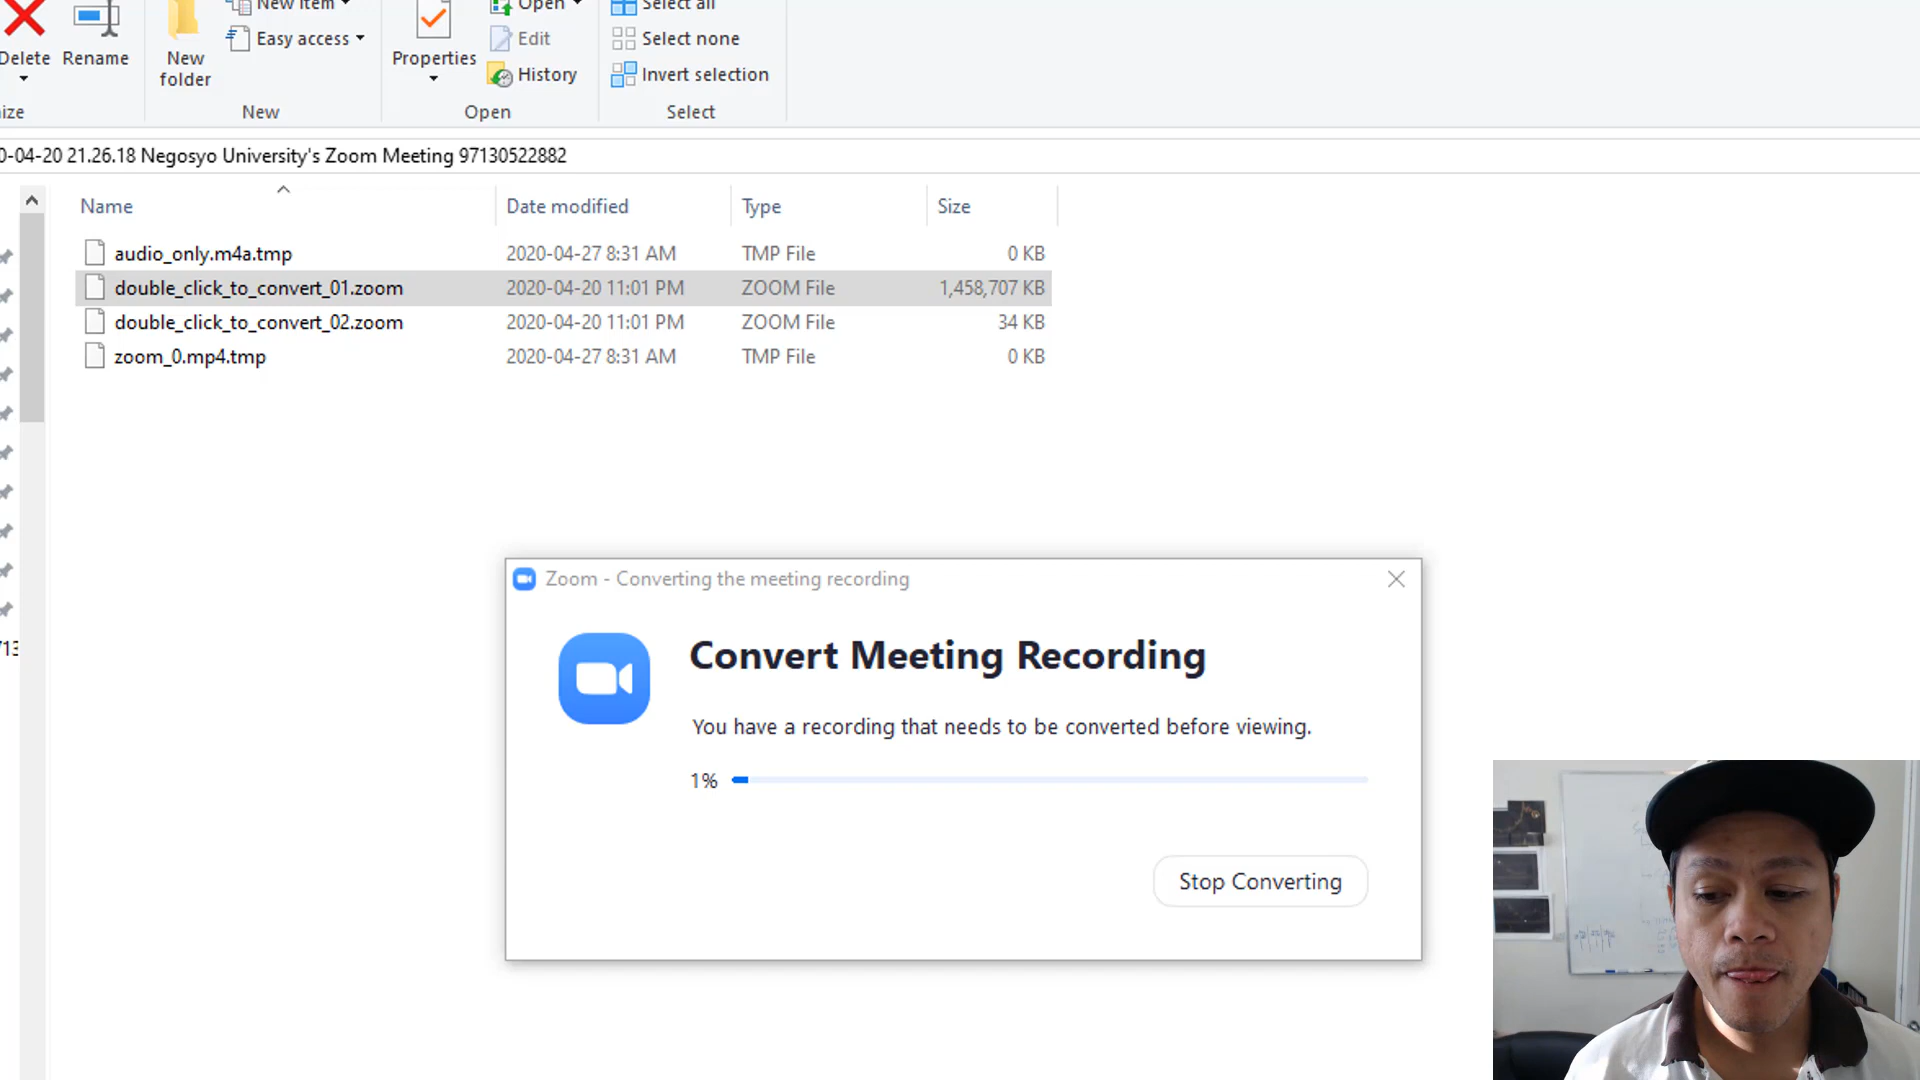 New item
Open
Select all
Easy access
Edit
Select none
Delete
Rename
New
folder
Properties
History
Invert selection
ize
New
Open
Select
0-04-20 21.26.18 Negosyo University's Zoom Meeting 97130522882
Name
Date modified
Type
Size
audio_only.m4a.tmp
2020-04-27 8:31 AM
TMP File
0 KB
double_click_to_convert_01.zoom
2020-04-20 11:01 PM
ZOOM File
1,458,707 KB
double_click_to_convert_02.zoom
2020-04-20 11:01 PM
ZOOM File
34 KB
zoom_0.mp4.tmp
2020-04-27 8:31 AM
TMP File
0 KB
Zoom - Converting the meeting recording
Convert Meeting Recording
You have a recording that needs to be converted before viewing.
1%
Stop Converting
713